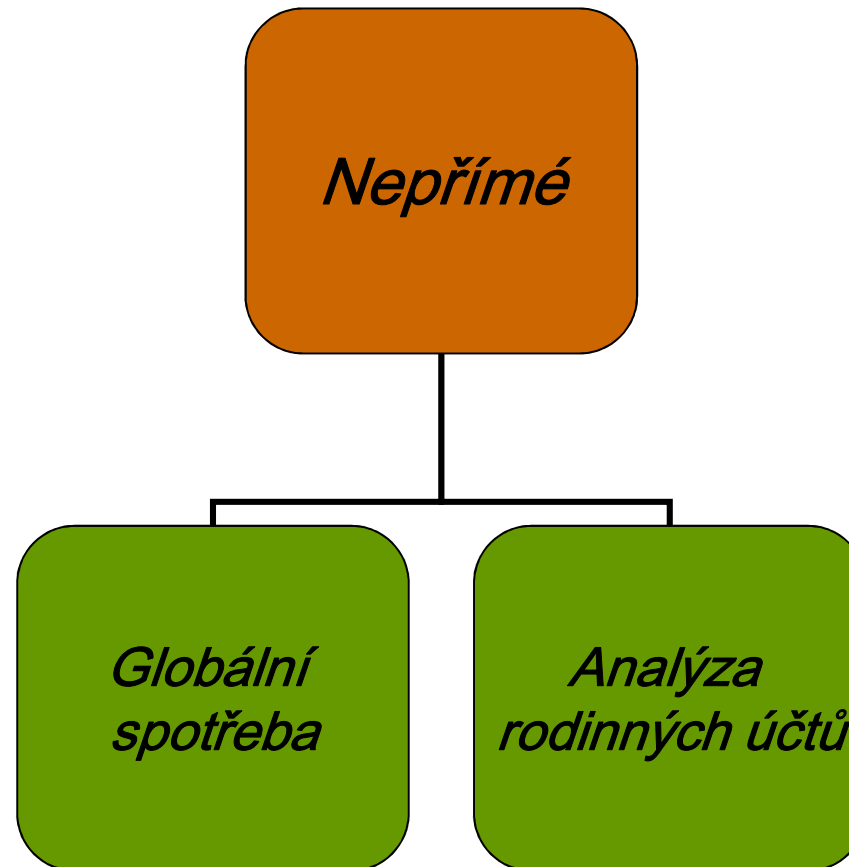 Nepřímé
Globální
spotřeba
Analýza
rodinných účtů